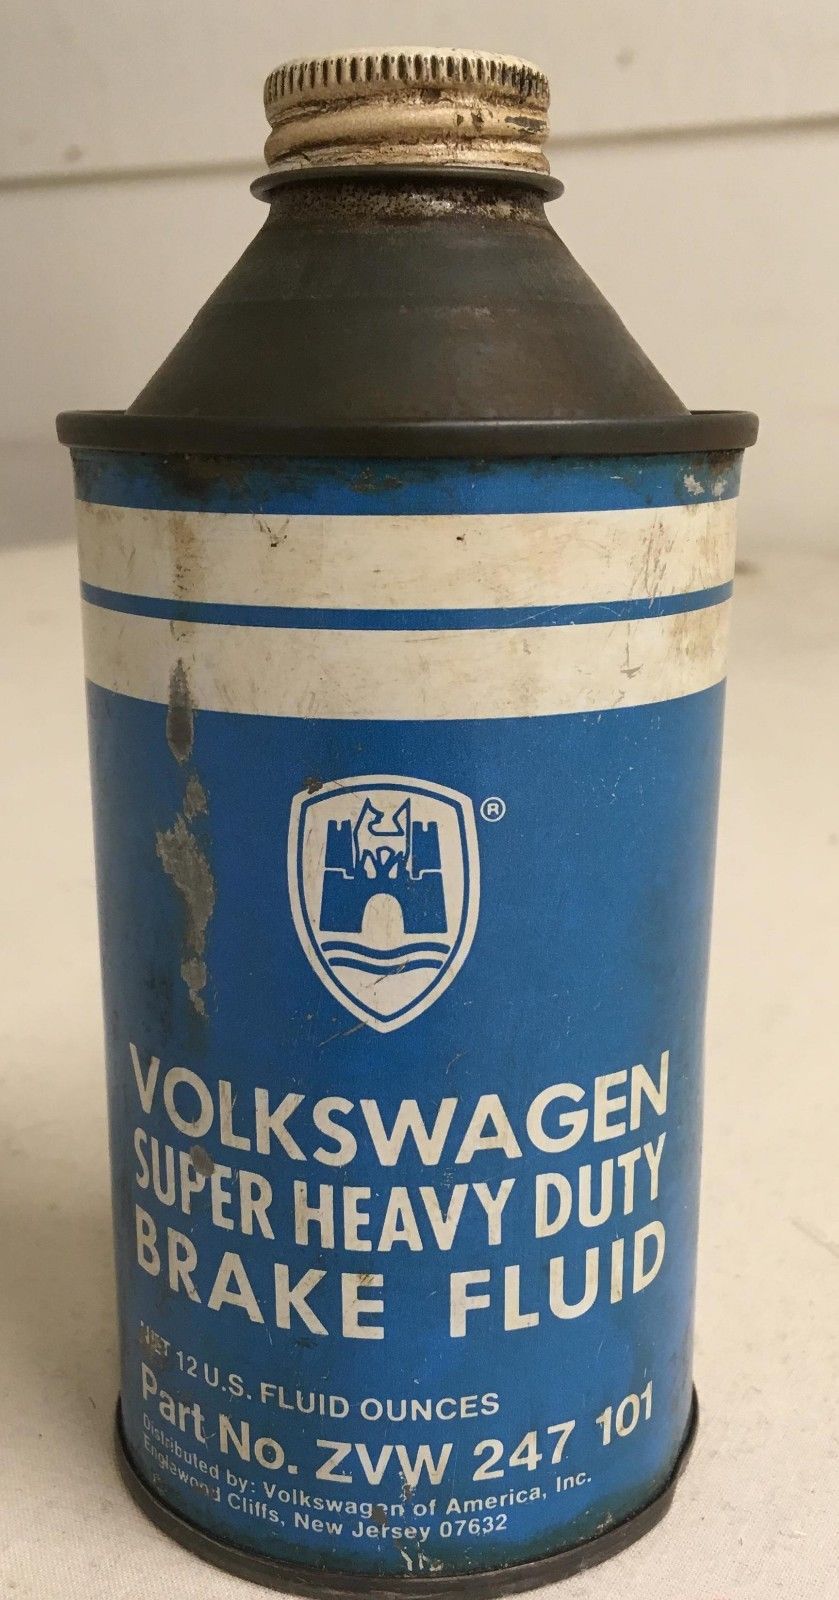 ®
VOLKSWAGEN
SUPER HEAVY DUTY
BRAKE FLUID
NET 12 U.S. FLUID OUNCES
Part No. ZVW 247 101
Distributed by: Volkswagen of America, Inc.
Englewood Cliffs, New Jersey 07632